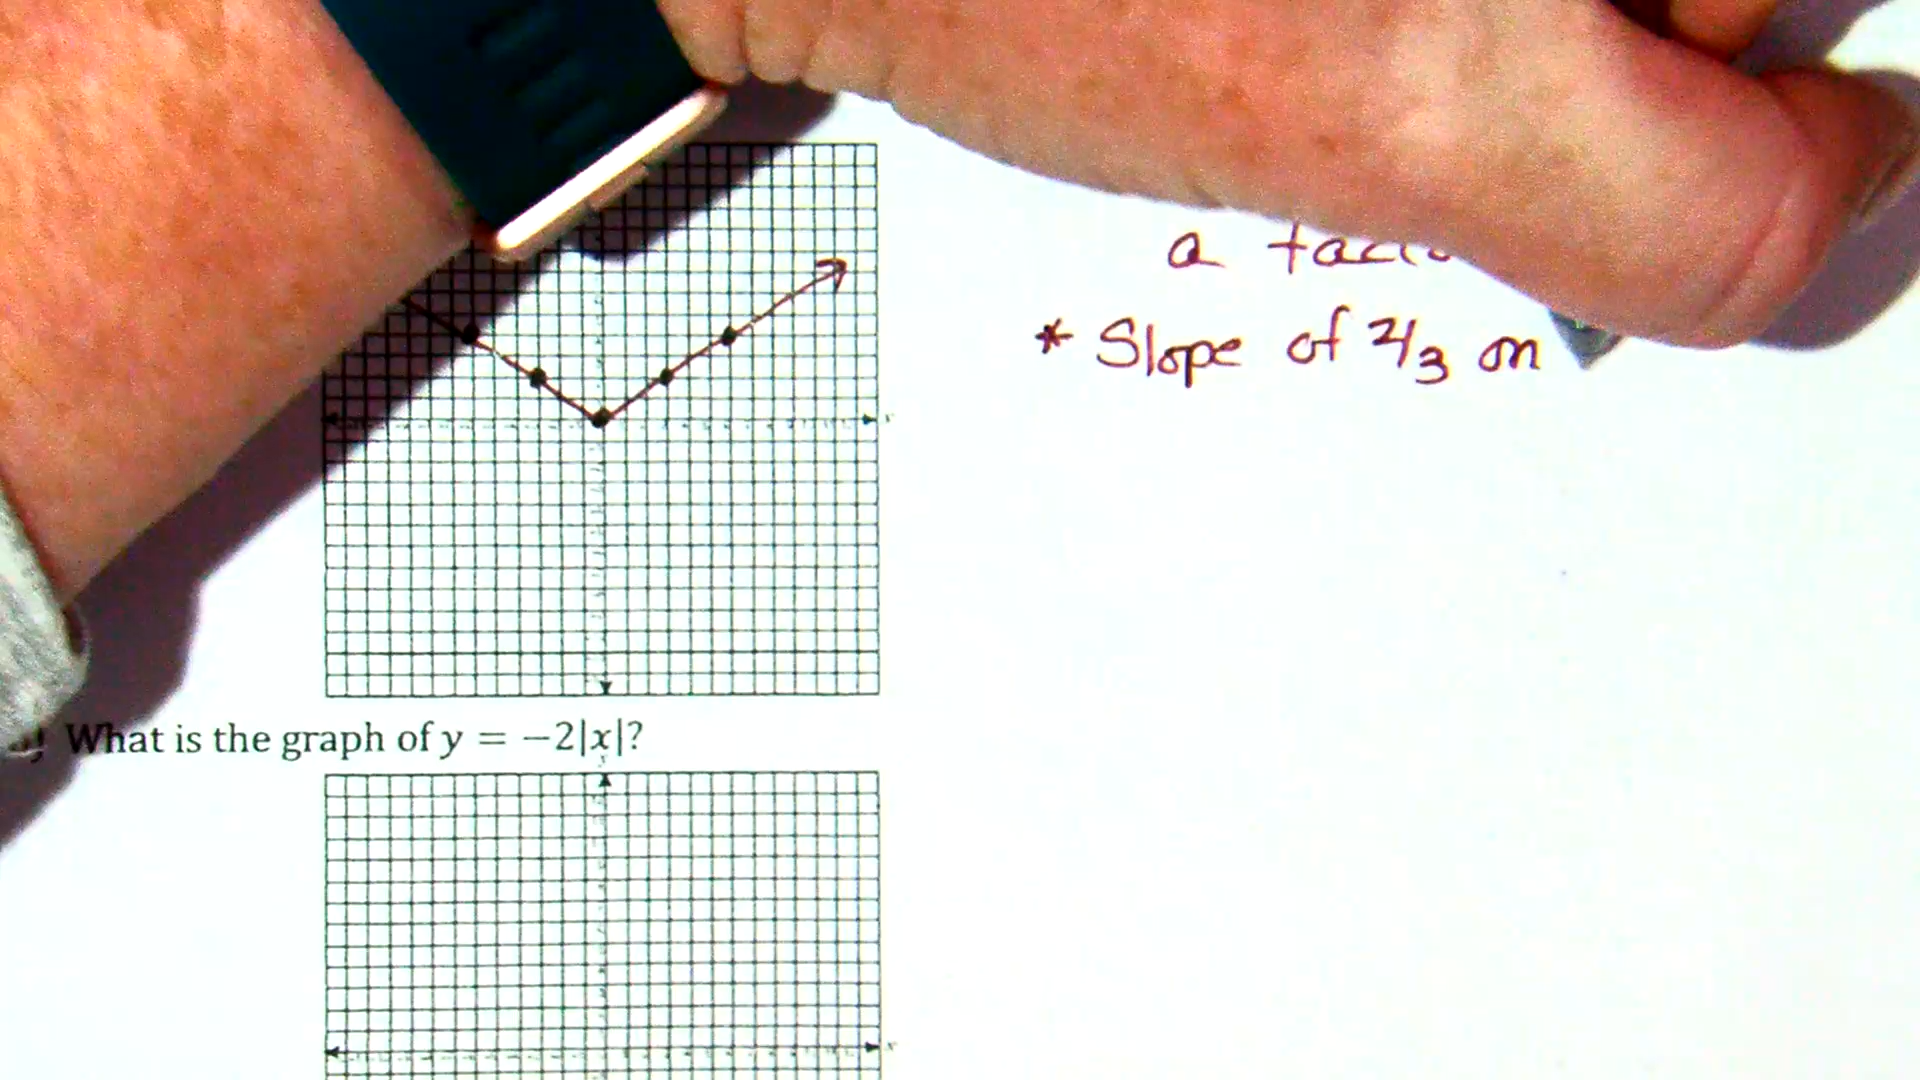 a
* Slope of 2/3 on
What is the graph of y = −2|x|?